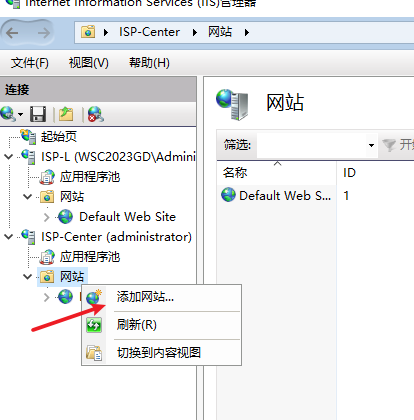 Internet Information Services (IIS)管理器
ISP-Center
网站
文件(F)
视图(V)
帮助(H)
连接
起始页
ISP-L (WSC2023GD\Admini
应用程序池
网站
Default Web Site
ISP-Center (administrator)
应用程序池
网站
添加网站...
刷新(R)
切换到内容视图
网站
筛选:
开始
名称
ID
Default Web S...
1